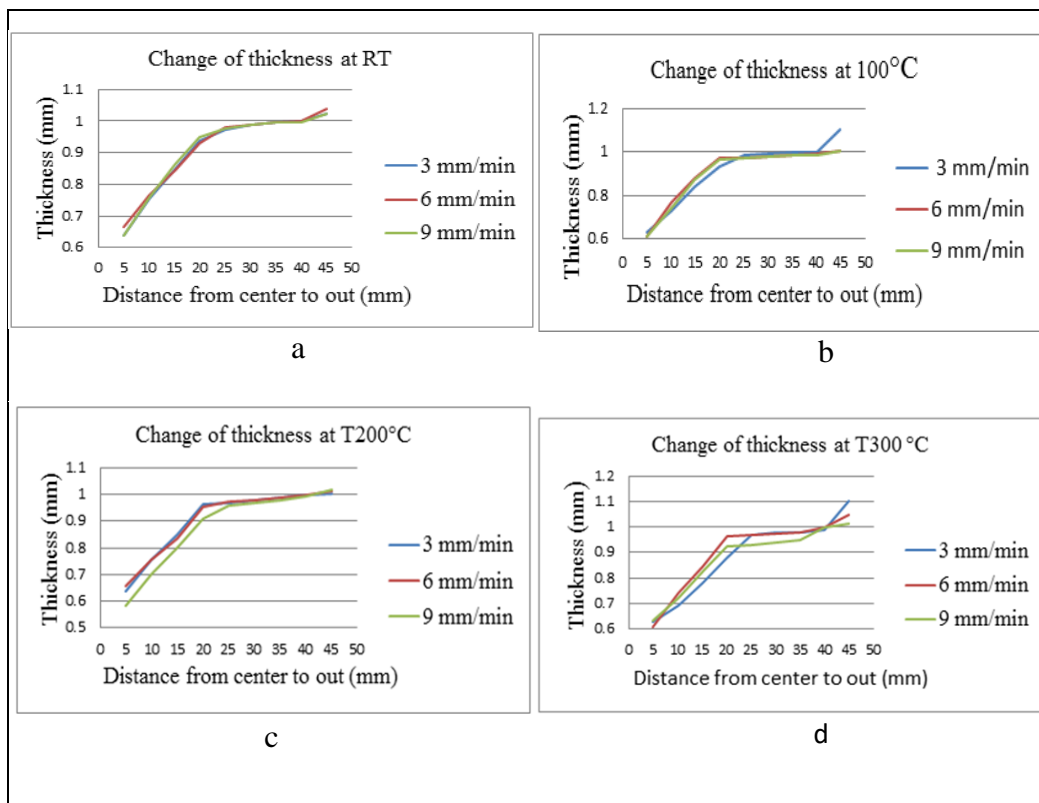 Change of thickness at RT
Thickness (mm)
1.1
1
0.9
0.8
0.7
0.6
0 5 10 15 20 25 30 35 40 45 50
Distance from center to out (mm)
3 mm/min
6 mm/min
9 mm/min
a
Change of thickness at 100°C
Thickness (mm)
1.2
1
0.8
0.6
0 5 10 15 20 25 30 35 40 45 50
Distance from center to out (mm)
3 mm/min
6 mm/min
9 mm/min
b
Change of thickness at T200°C
Thickness (mm)
1.1
1
0.9
0.8
0.7
0.6
0.5
0 5 10 15 20 25 30 35 40 45 50
Distance from center to out (mm)
3 mm/min
6 mm/min
9 mm/min
c
Change of thickness at T300 °C
Thickness (mm)
1.2
1.1
1
0.9
0.8
0.7
0.6
0 5 10 15 20 25 30 35 40 45 50
Distance from center to out (mm)
3 mm/min
6 mm/min
9 mm/min
d